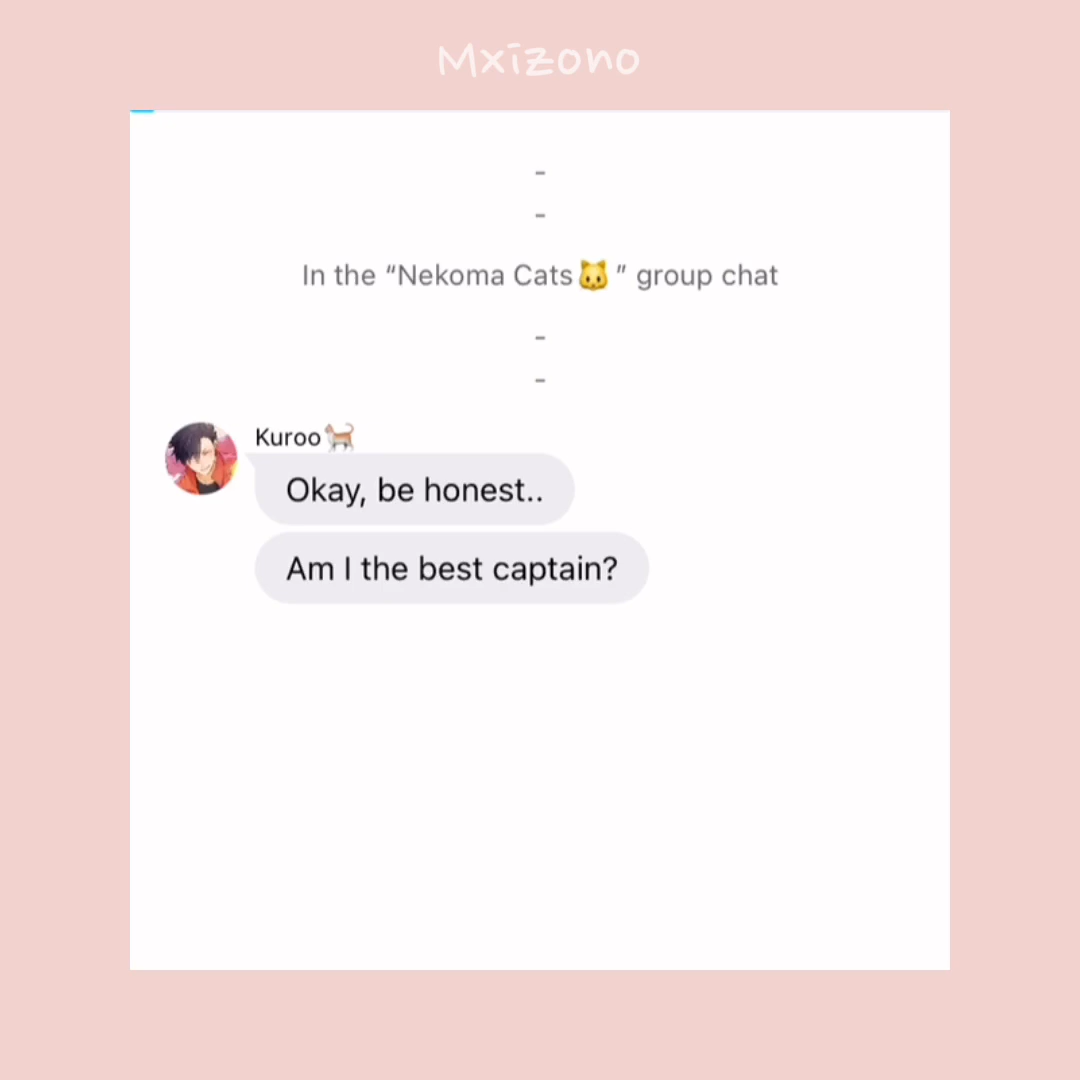 Mxizono
-
-
In the “Nekoma Cats🐱” group chat
-
-
Kuroo🐈
Okay, be honest..
Am I the best captain?